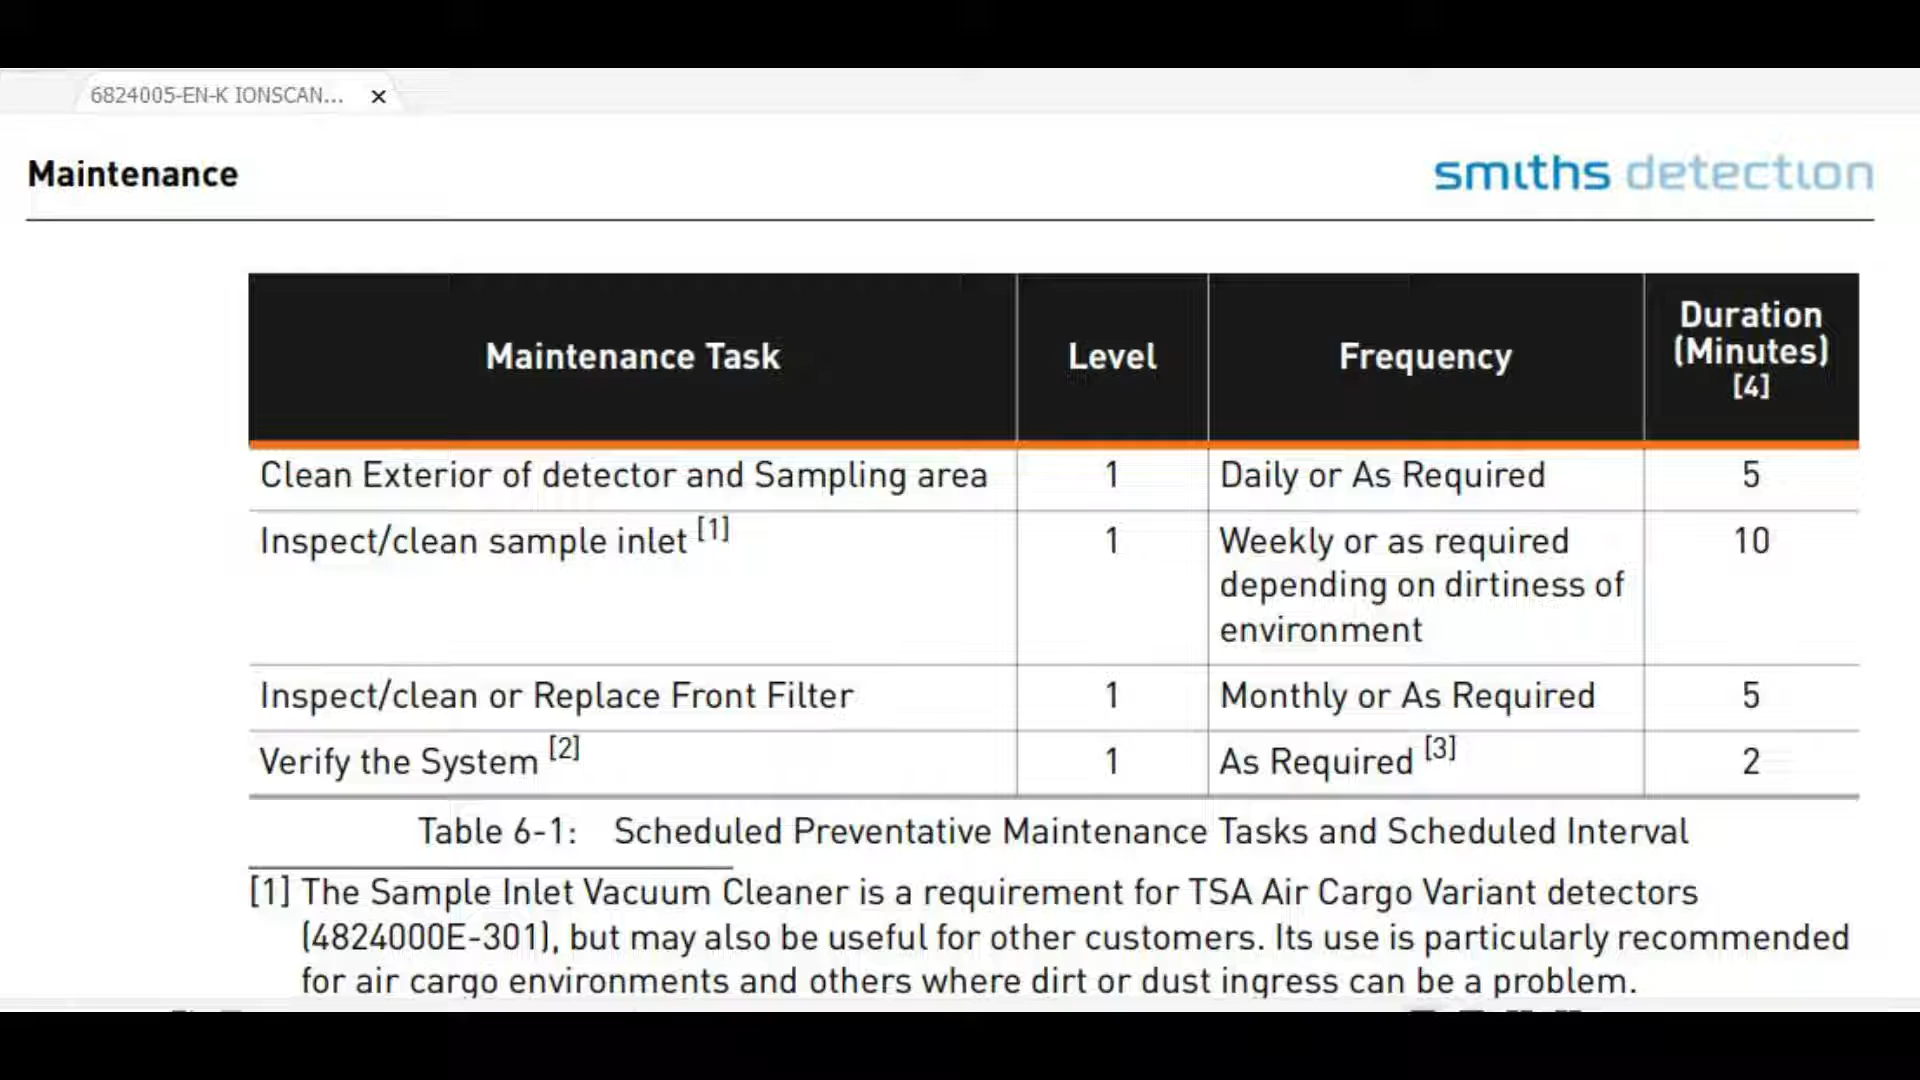 6824005-EN-K IONSCAN...
Maintenance
smiths detection
Maintenance Task Level Frequency Duration (Minutes) [4]
Clean Exterior of detector and Sampling area 1 Daily or As Required 5
Inspect/clean sample inlet [1] 1 Weekly or as required 10
depending on dirtiness of
environment
Inspect/clean or Replace Front Filter 1 Monthly or As Required 5
Verify the System [2] 1 As Required [3] 2
Table 6-1: Scheduled Preventative Maintenance Tasks and Scheduled Interval
[1] The Sample Inlet Vacuum Cleaner is a requirement for TSA Air Cargo Variant detectors
(4824000E-301), but may also be useful for other customers. Its use is particularly recommended
for air cargo environments and others where dirt or dust ingress can be a problem.